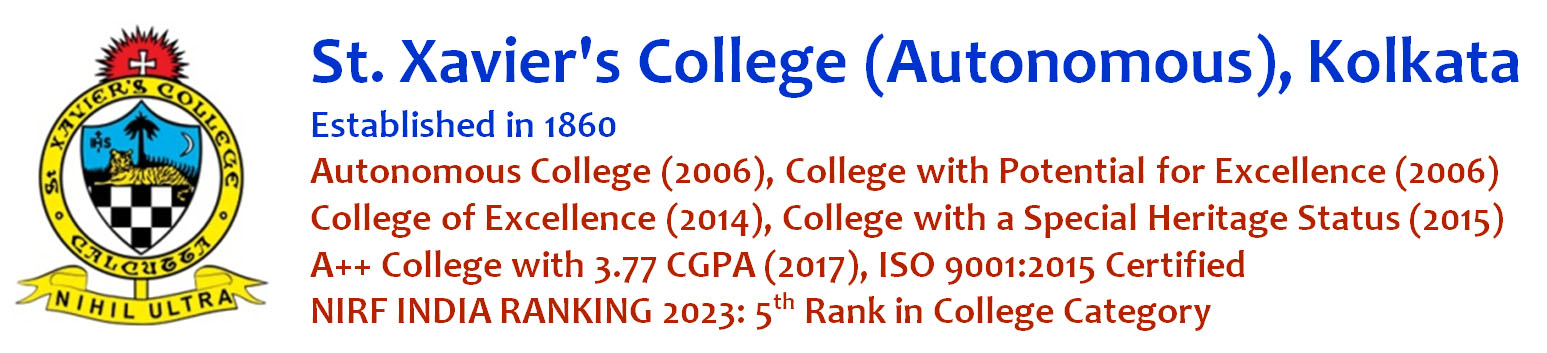 St. Xavier's College (Autonomous), Kolkata
Established in 1860
Autonomous College (2006), College with Potential for Excellence (2006)
College of Excellence (2014), College with a Special Heritage Status (2015)
A++ College with 3.77 CGPA (2017), ISO 9001:2015 Certified
NIRF INDIA RANKING 2023: 5th Rank in College Category
St XAVIER'S COLLEGE
IHS
CALCUTTA
NIHIL ULTRA